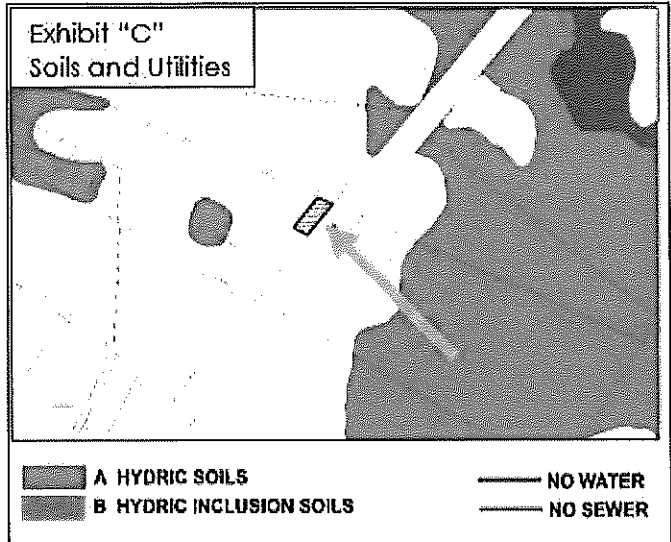 Exhibit "C"
Soils and Utilities
A HYDRIC SOILS
B HYDRIC INCLUSION SOILS
NO WATER
NO SEWER